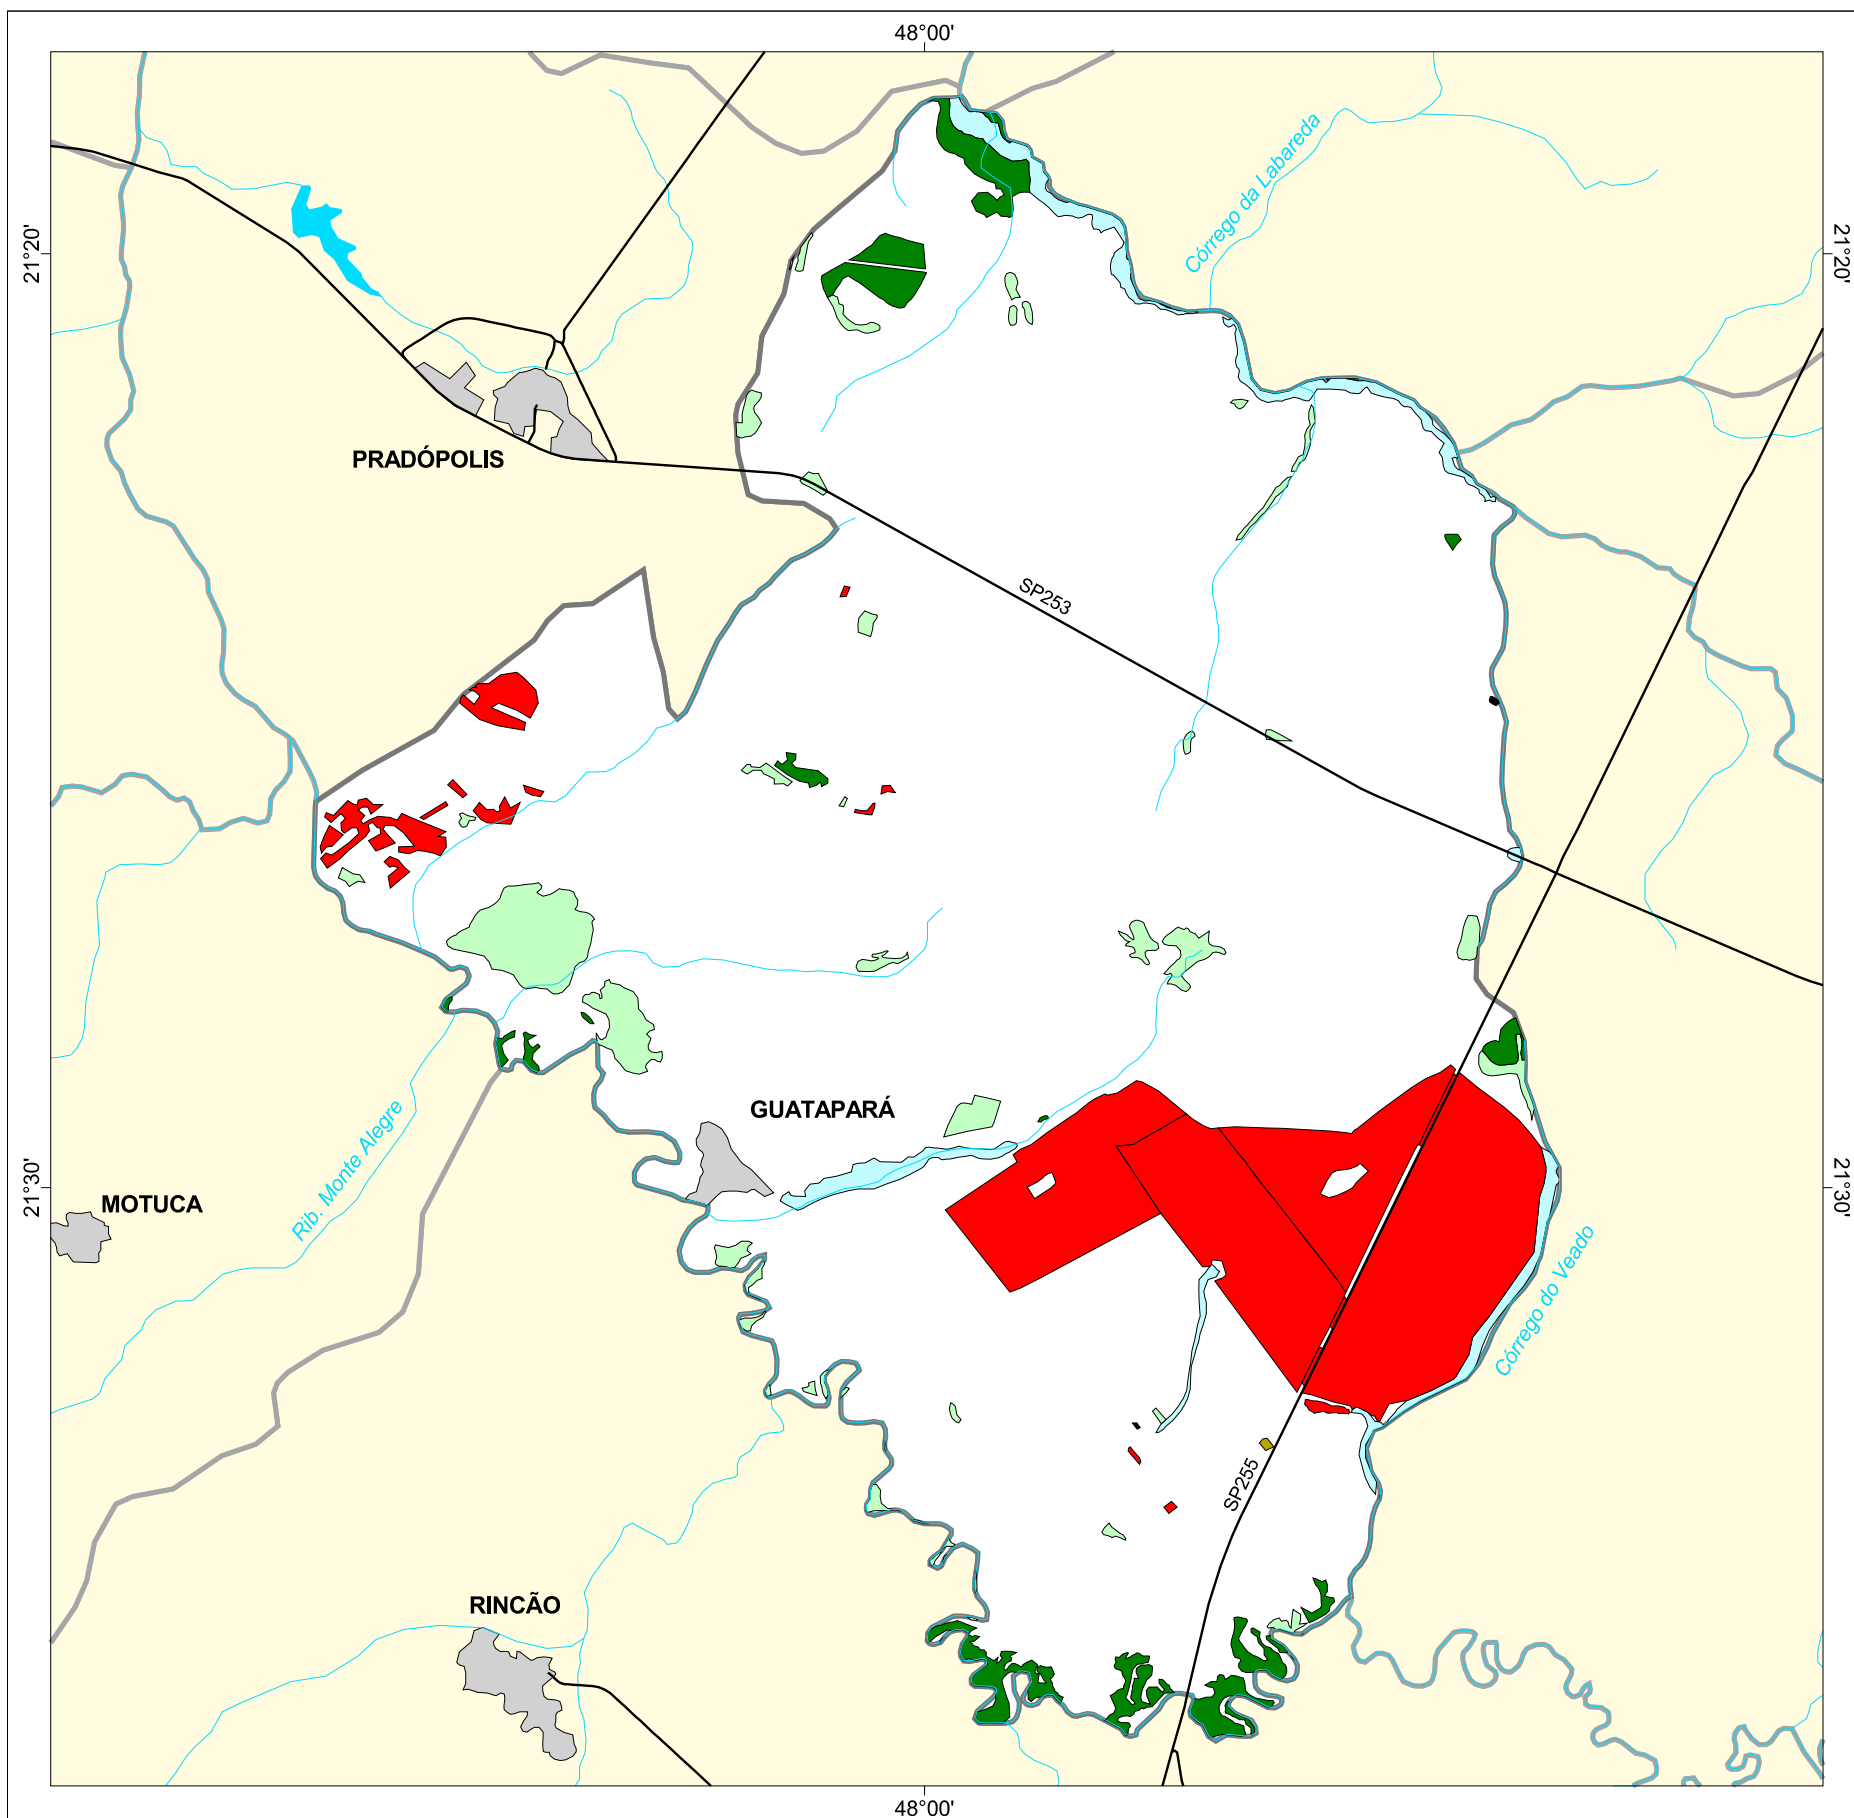 48°00'
Córrego da Labareda
21°20'
21°20'
PRADÓPOLIS
SP253
GUATAPARÁ
Rib. Monte Alegre
MOTUCA
21°30'
21°30'
Córrego do Veado
SP255
RINCÃO
48°00'